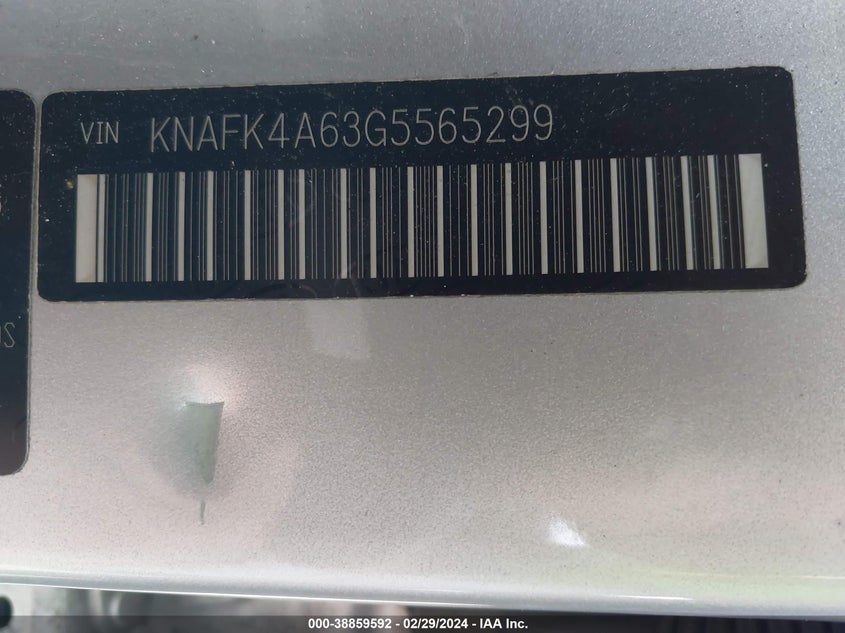 VIN KNAFK4A63G5565299
000-38859592 - 02/29/2024 - IAA Inc.